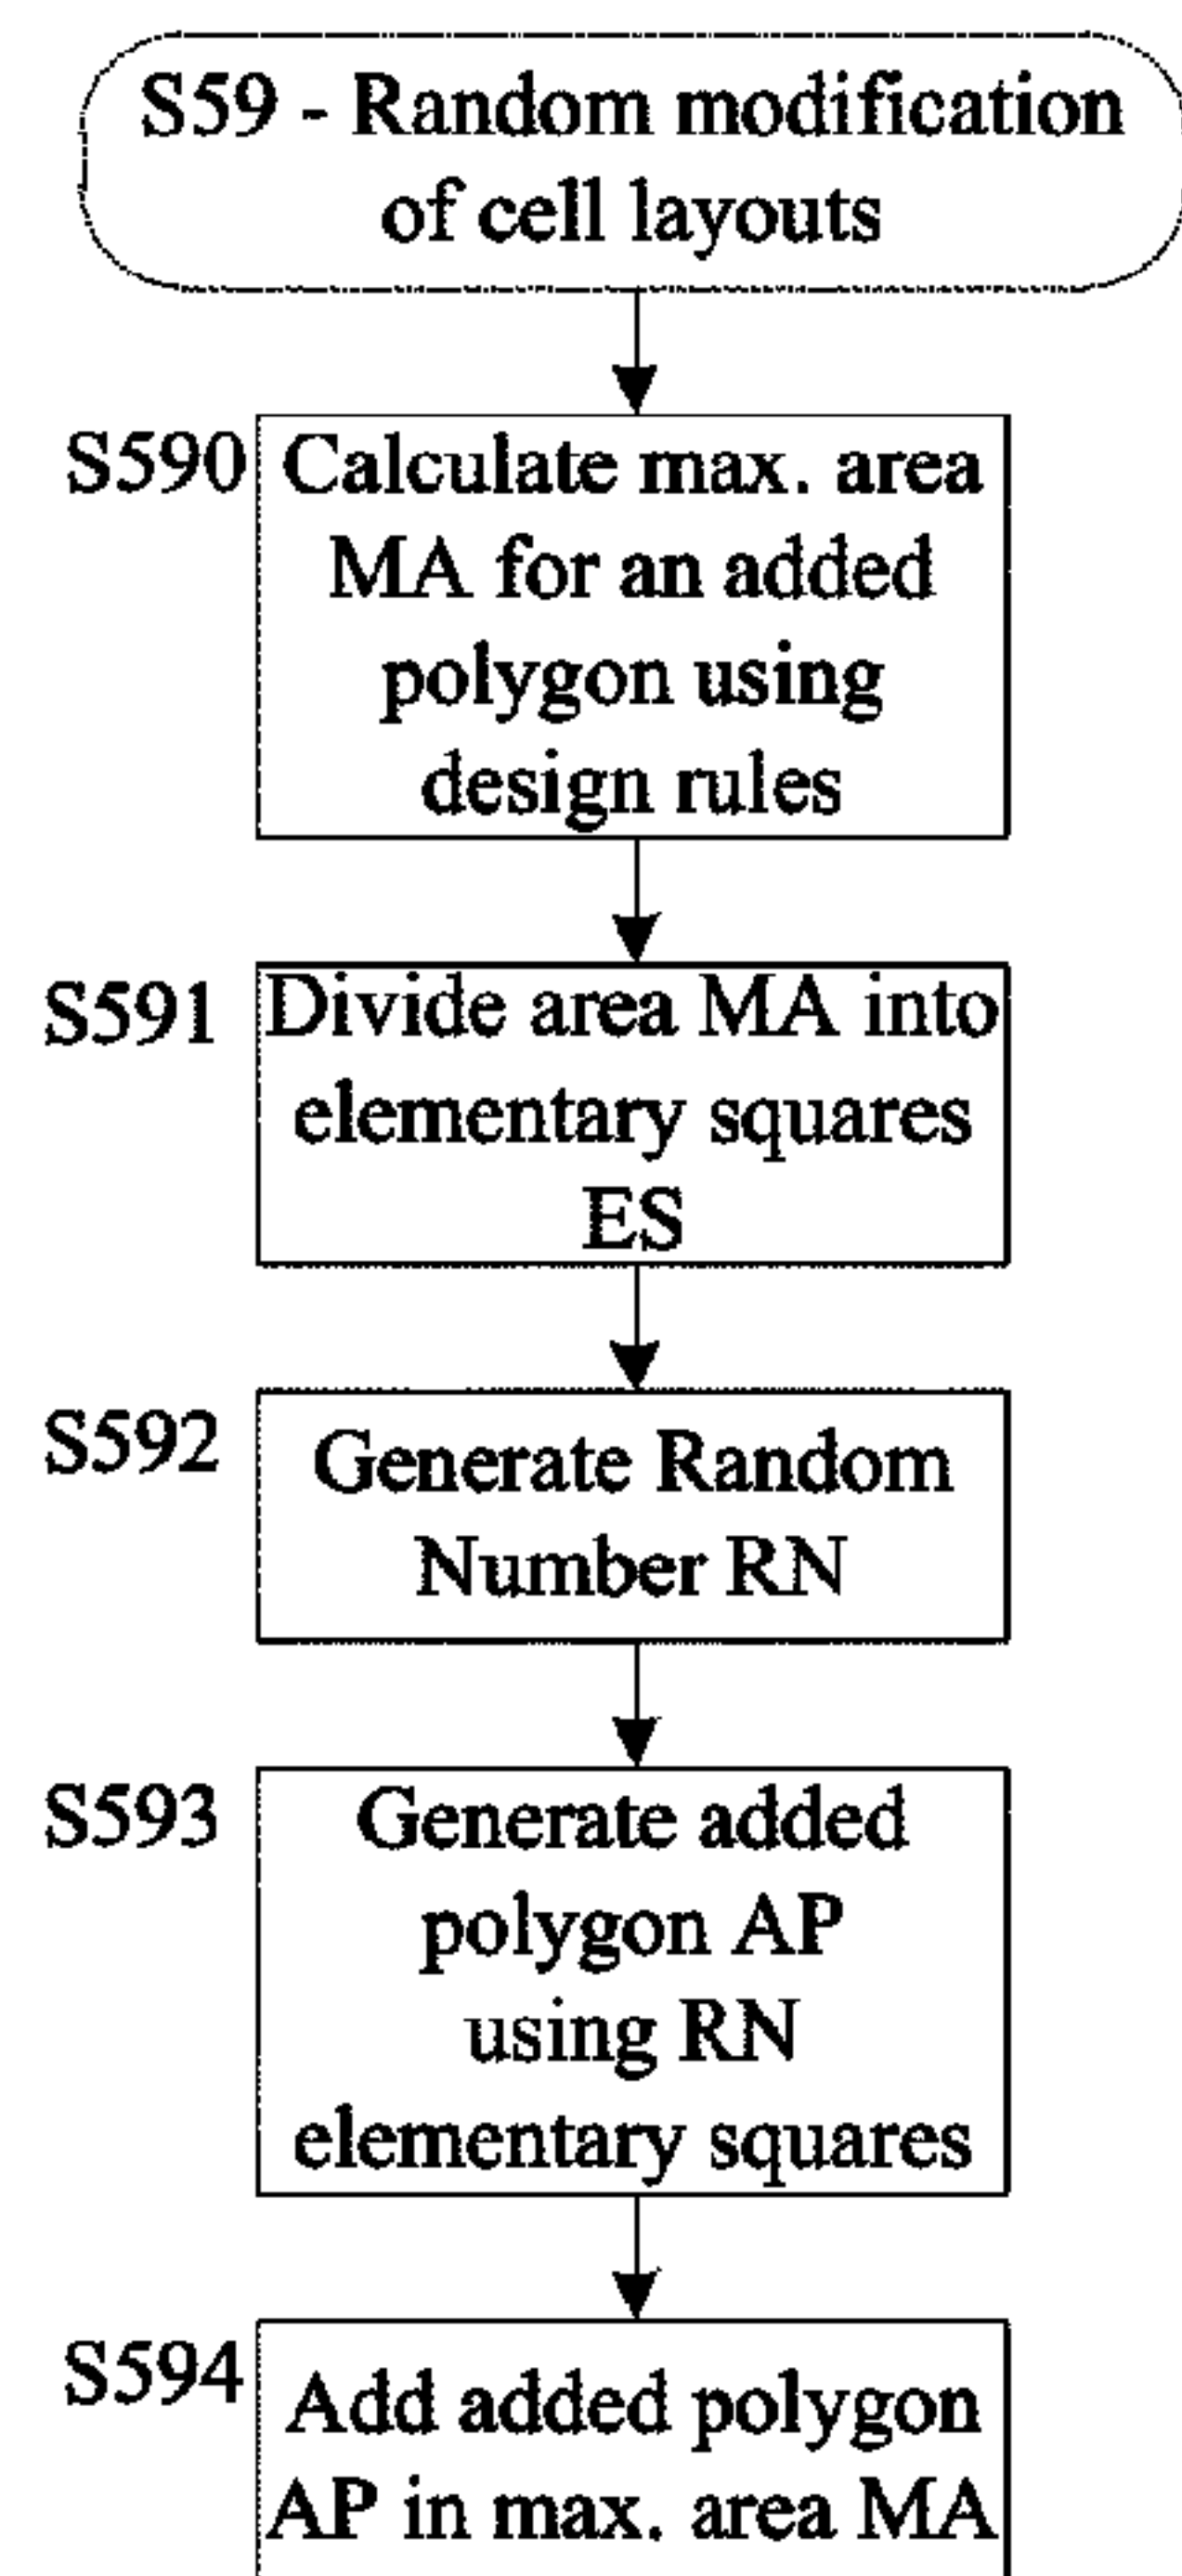 S59 - Random modification
of cell layouts
S590
Calculate max. area
MA for an added
polygon using
design rules
S591
Divide area MA into
elementary squares
ES
S592
Generate Random
Number RN
S593
Generate added
polygon AP
using RN
elementary squares
S594
Add added polygon
AP in max. area MA